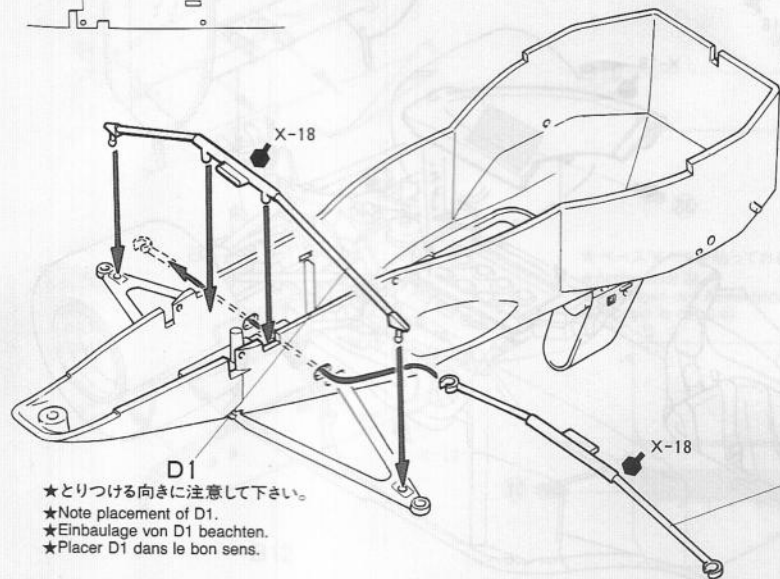 X-18
X-18
D1
★とりつける向きに注意して下さい。
★Note placement of D1.
★Einbaulage von D1 beachten.
★Placer D1 dans le bon sens.